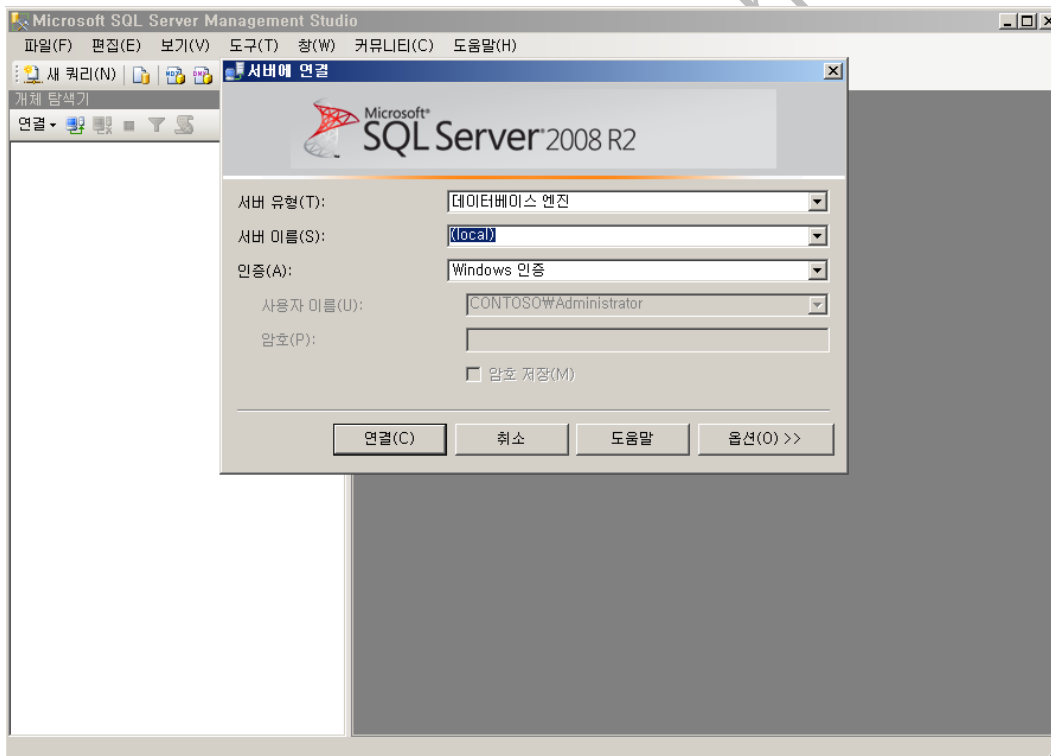 Microsoft SQL Server Management Studio
파일(F) 편집(E) 보기(V) 도구(T) 창(W) 커뮤니티(C) 도움말(H)
새 쿼리(N)
서버에 연결
개체 탐색기
연결
Microsoft
SQL Server 2008 R2
서버 유형(T): 데이터베이스 엔진
서버 이름(S): (local)
인증(A): Windows 인증
사용자 이름(U): CONTOSO₩Administrator
암호(P):
암호 저장(M)
연결(C) 취소 도움말 옵션(O) >>